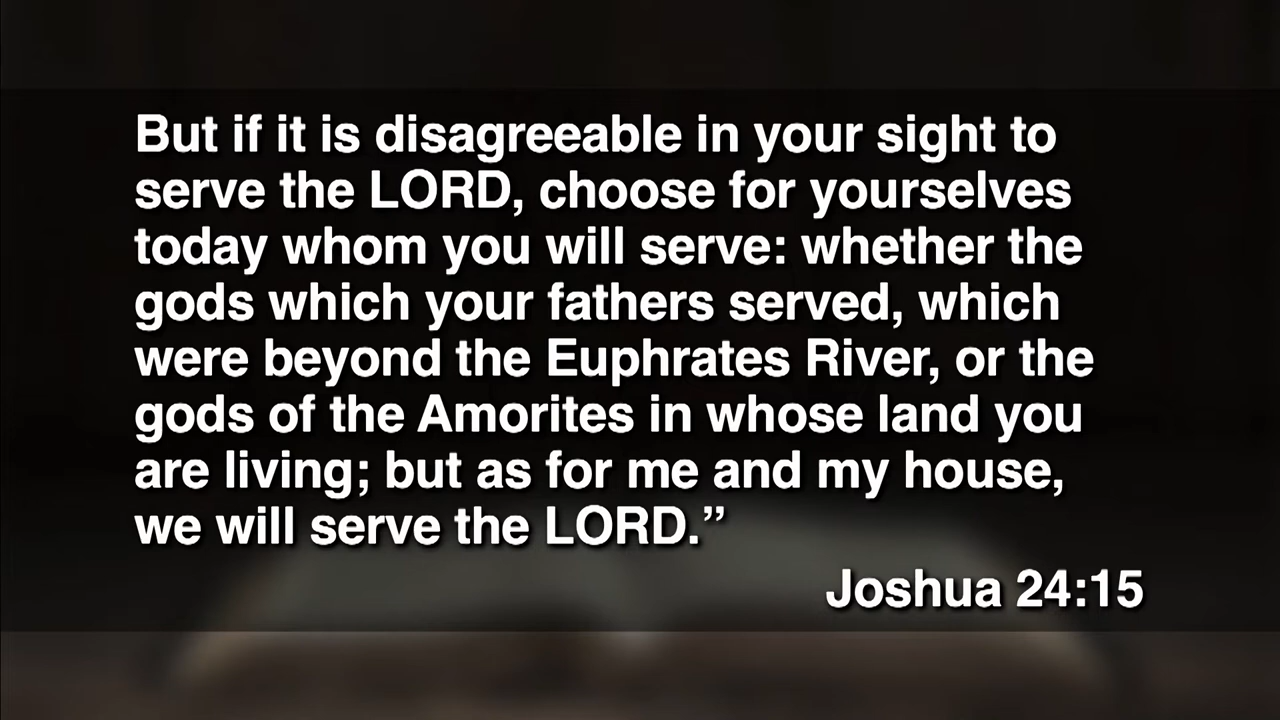 But if it is disagreeable in your sight to
serve the LORD, choose for yourselves
today whom you will serve: whether the
gods which your fathers served, which
were beyond the Euphrates River, or the
gods of the Amorites in whose land you
are living; but as for me and my house,
we will serve the LORD.”
Joshua 24:15